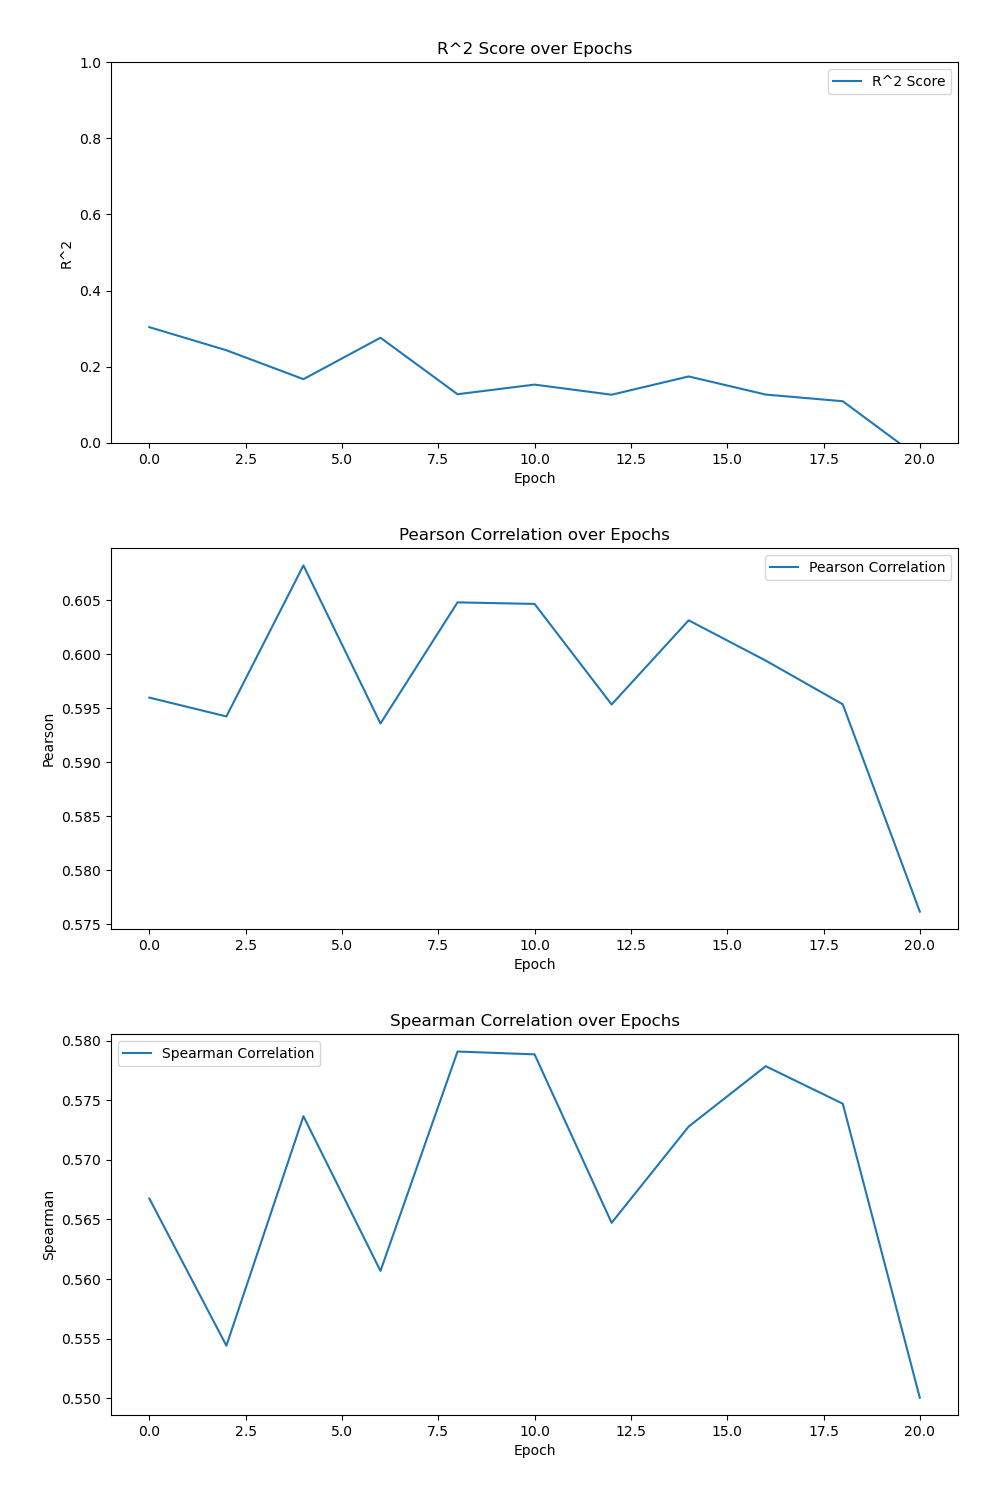 R^2 Score over Epochs
1.0
R^2 Score
0.8
0.6
R^2
0.4
0.2
0.0
0.0 2.5 5.0 7.5 10.0 12.5 15.0 17.5 20.0
Epoch
Pearson Correlation over Epochs
Pearson Correlation
0.605
0.600
0.595
Pearson
0.590
0.585
0.580
0.575
0.0 2.5 5.0 7.5 10.0 12.5 15.0 17.5 20.0
Epoch
Spearman Correlation over Epochs
0.580
Spearman Correlation
0.575
0.570
0.565
Spearman
0.560
0.555
0.550
0.0 2.5 5.0 7.5 10.0 12.5 15.0 17.5 20.0
Epoch